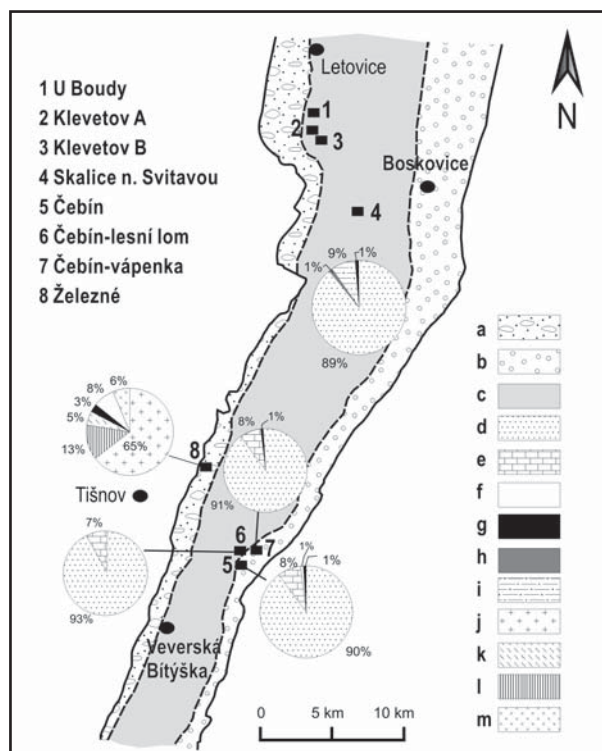 1 U Boudy
2 Klevetov A
3 Klevetov B
4 Skalice n. Svitavou
5 Čebín
6 Čebín-lesní lom
7 Čebín-vápenka
8 Železné
Letovice
N
1
2
3
Boskovice
4
9%
1%
1%
89%
a
b
c
d
e
f
g
h
i
j
k
l
m
8%
6%
3%
5%
13%
65%
8
Tišnov
8%
1%
91%
7%
93%
6
7
5
8%
1%
1%
90%
Veverská
Bítýška
0
5 km
10 km